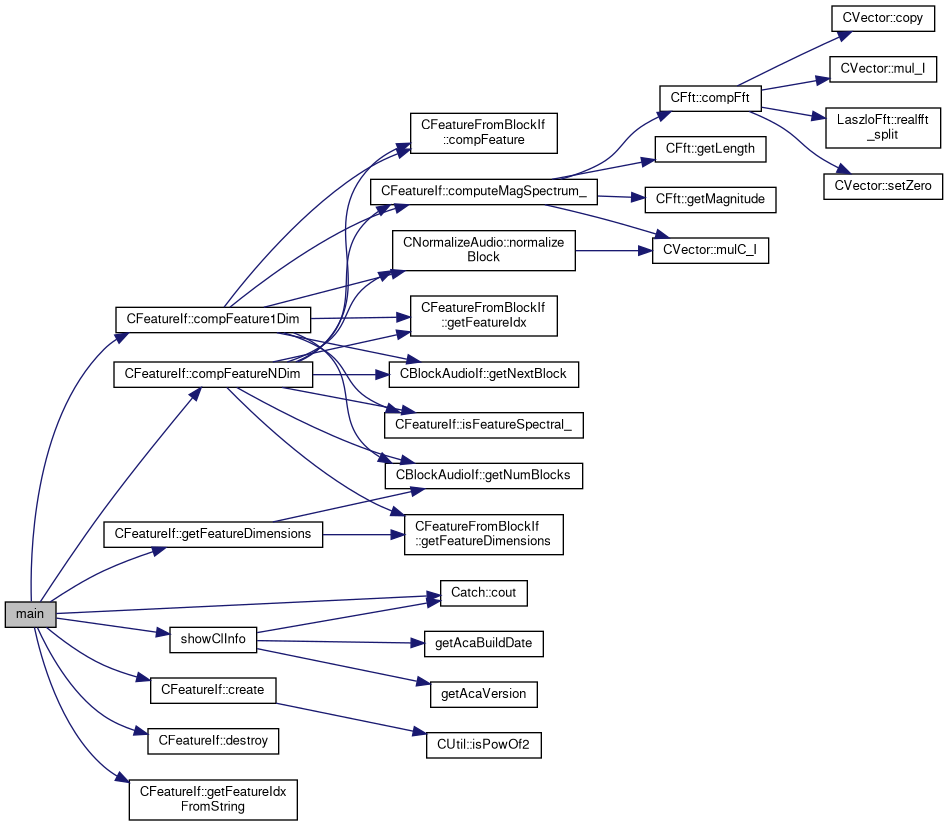 CVector::copy
CVector::mul_I
CFft::compFft
LaszloFft::realfft
_split
CFeatureFromBlockIf
::compFeature
CFft::getLength
CVector::setZero
CFeatureIf::computeMagSpectrum_
CFft::getMagnitude
CNormalizeAudio::normalize
Block
CVector::mulC_I
CFeatureFromBlockIf
::getFeatureIdx
CFeatureIf::compFeature1Dim
CFeatureIf::compFeatureNDim
CBlockAudioIf::getNextBlock
CFeatureIf::isFeatureSpectral_
CBlockAudioIf::getNumBlocks
CFeatureIf::getFeatureDimensions
CFeatureFromBlockIf
::getFeatureDimensions
Catch::cout
main
showClInfo
getAcaBuildDate
CFeatureIf::create
getAcaVersion
CFeatureIf::destroy
CUtil::isPowOf2
CFeatureIf::getFeatureIdx
FromString